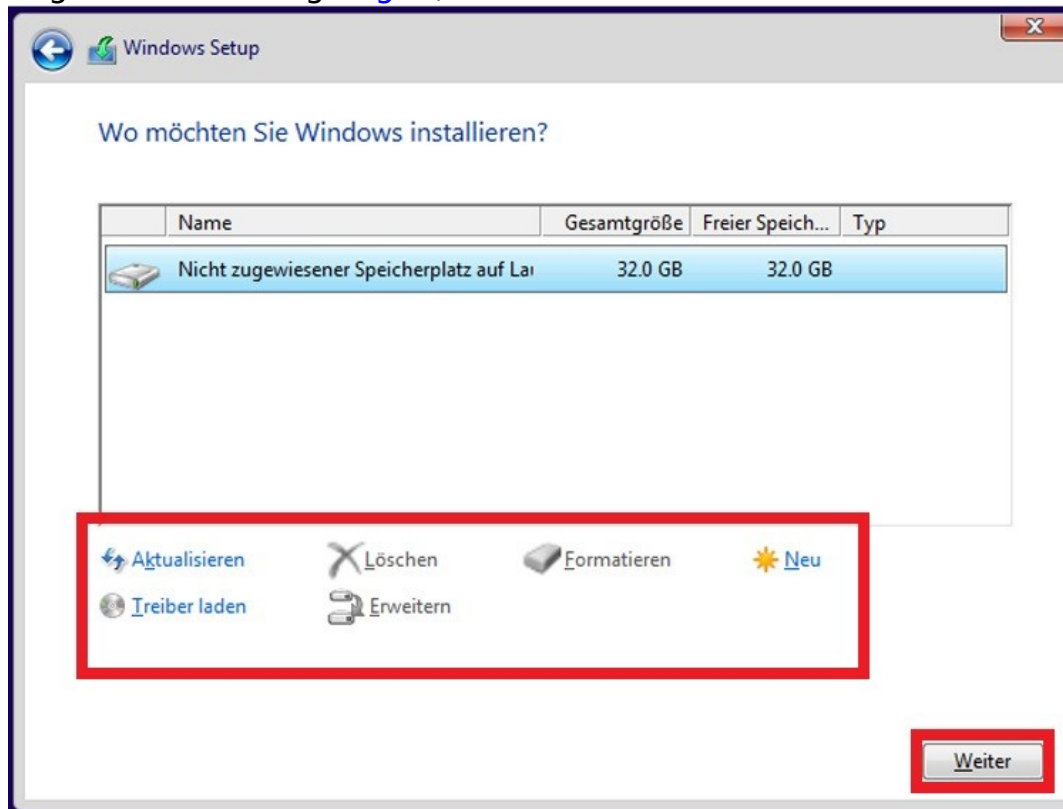 Windows Setup
Wo möchten Sie Windows installieren?
Name Gesamtgröße Freier Speich... Typ
Nicht zugewiesener Speicherplatz auf 32.0 GB 32.0 GB
Aktualisieren Löschen Formatieren Neu
Treiber laden Erweitern
Weiter